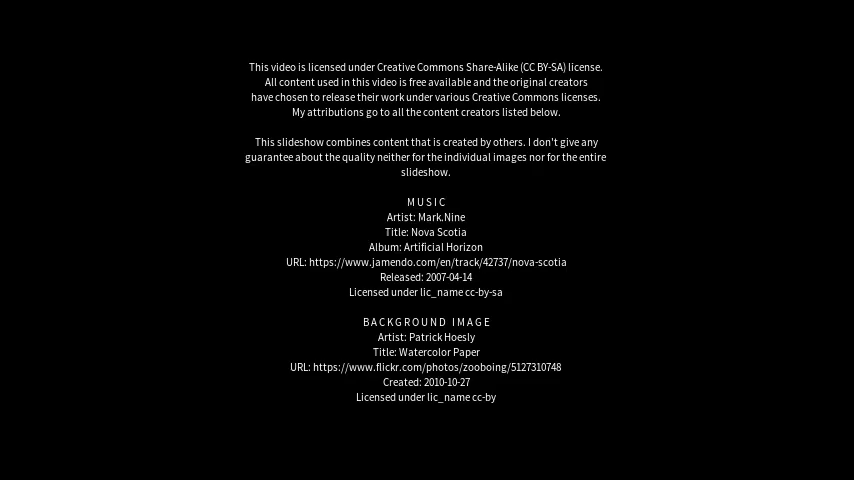 This video is licensed under Creative Commons Share-Alike (CC BY-SA) license.
All content used in this video is free available and the original creators
have chosen to release their work under various Creative Commons licenses.
My attributions go to all the content creators listed below.
This slideshow combines content that is created by others. I don't give any
guarantee about the quality neither for the individual images nor for the entire
slideshow.
MUSIC
Artist: Mark.Nine
Title: Nova Scotia
Album: Artificial Horizon
URL: https://www.jamendo.com/en/track/42737/nova-scotia
Released: 2007-04-14
Licensed under lic_name cc-by-sa
BACKGROUND IMAGE
Artist: Patrick Hoesly
Title: Watercolor Paper
URL: https://www.flickr.com/photos/zooboing/5127310748
Created: 2010-10-27
Licensed under lic_name cc-by